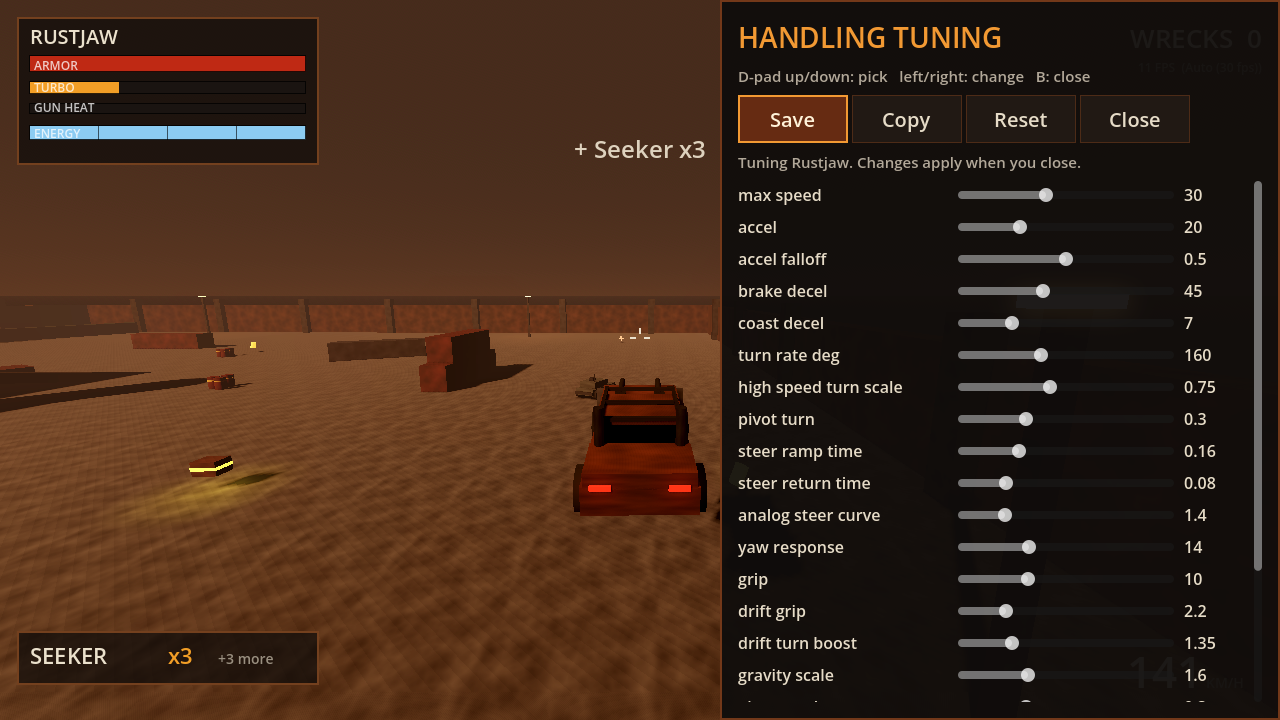 RUSTJAW
ARMOR
TURBO
GUN HEAT
ENERGY
+ Seeker x3
SEEKER x3 +3 more
HANDLING TUNING
WRECKS 0
D-pad up/down: pick left/right: change B: close
Save Copy Reset Close
Tuning Rustjaw. Changes apply when you close.
max speed 30
accel 20
accel falloff 0.5
brake decel 45
coast decel 7
turn rate deg 160
high speed turn scale 0.75
pivot turn 0.3
steer ramp time 0.16
steer return time 0.08
analog steer curve 1.4
yaw response 14
grip 10
drift grip 2.2
drift turn boost 1.35
gravity scale 1.6
141 KM/H